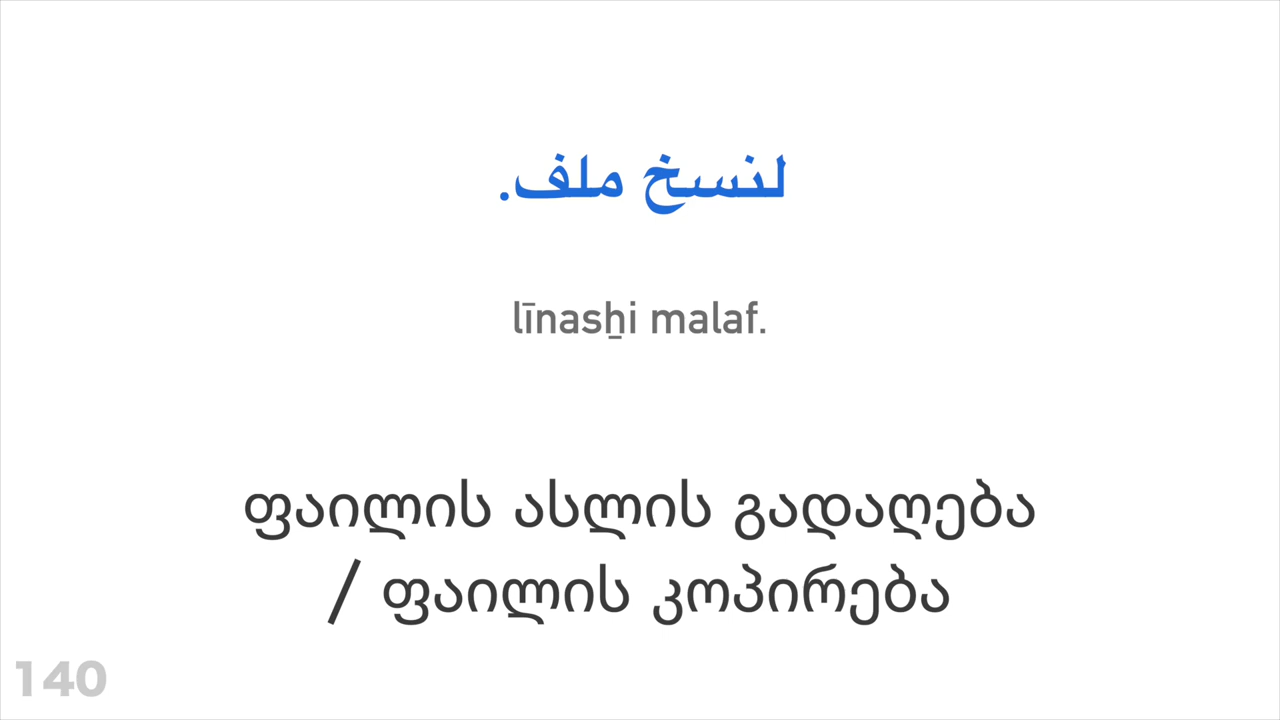 لنسخ ملف.
līnasẖi malaf.
ფაილის ასლის გადაღება
/ ფაილის კოპირება
140